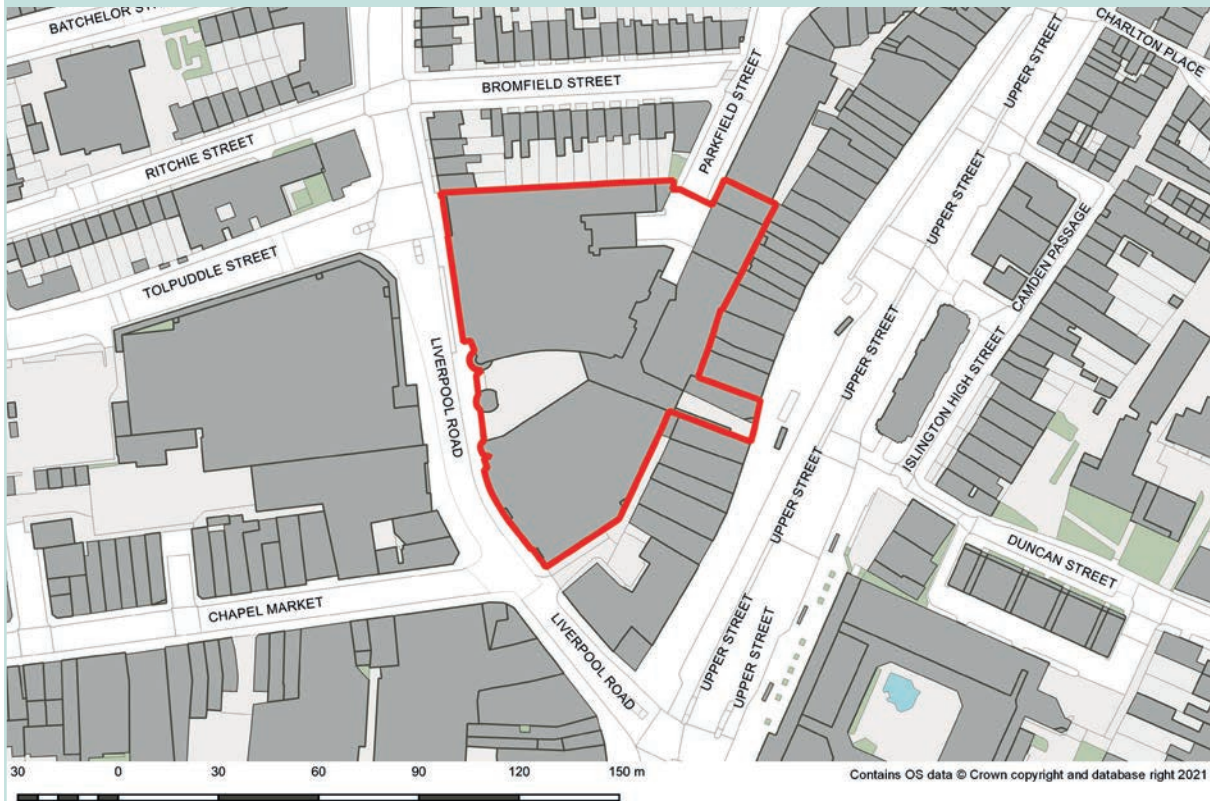 BATCHELOR S
CHARLTON PLACE
BROMFIELD STREET
UPPER STREET
PARKFIELD STREET
RITCHIE STREET
UPPER STREET
CAMDEN PASSAGE
TOLPUDDLE STREET
UPPER STREET
LIVERPOOL ROAD
ISLINGTON HIGH STREET
UPPER STREET
DUNCAN STREET
CHAPEL MARKET
LIVERPOOL ROAD
UPPER STREET
UPPER STREET
30 0 30 60 90 120 150 m
Contains OS data © Crown copyright and database right 2021